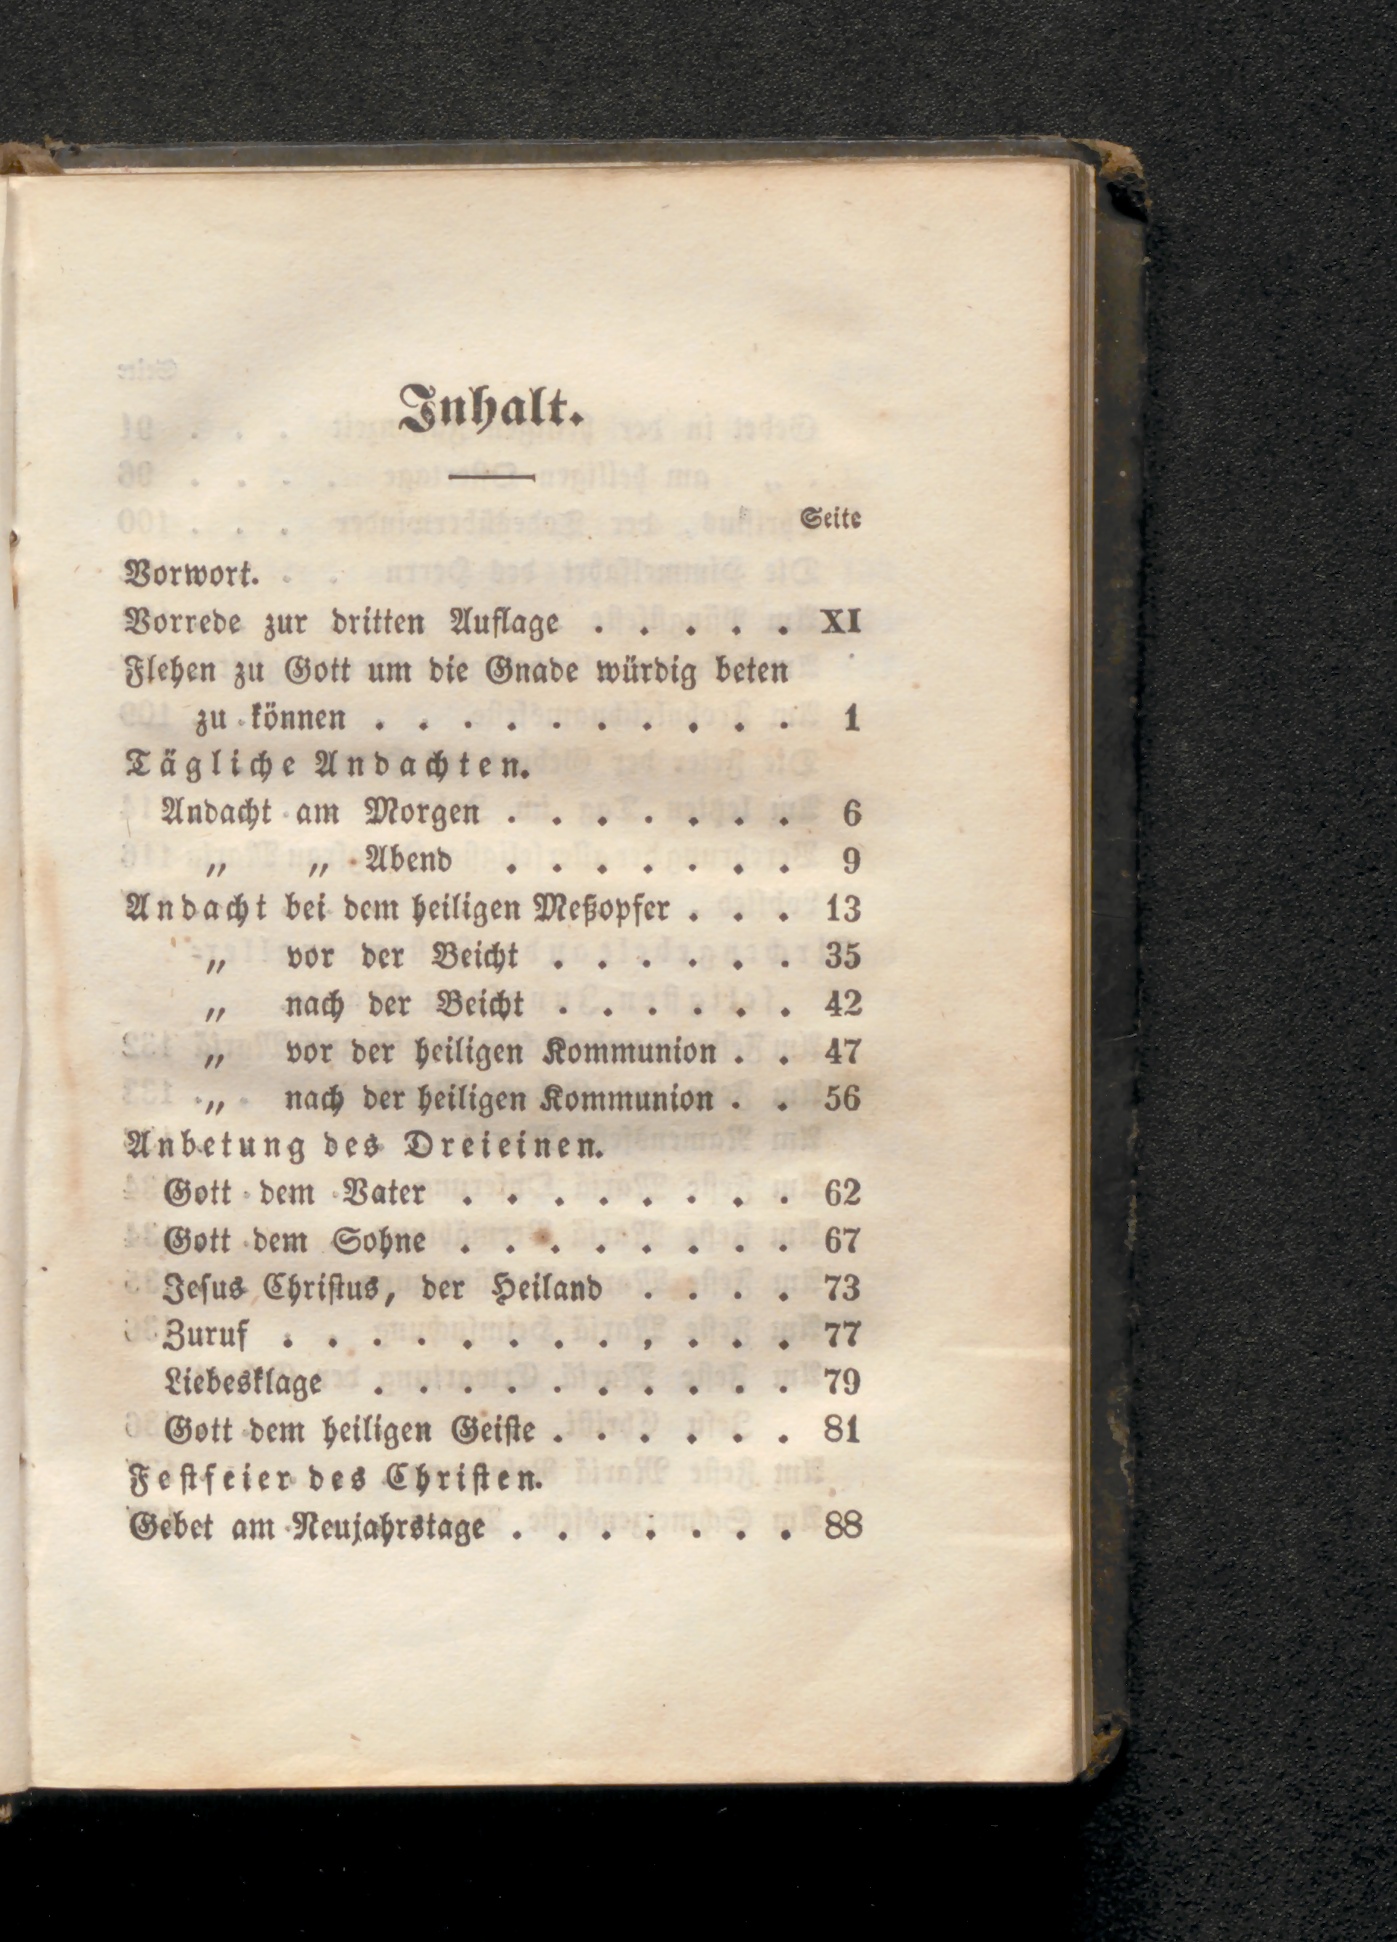 Inhalt.
Seite
Vorwort.
Vorrede zur dritten Auflage . . . . . XI
Flehen zu Gott um die Gnade würdig beten
zu können . . . . . . . . . . 1
Tägliche Andachten.
Andacht am Morgen . . . . . . . 6
„ „ Abend . . . . . . . 9
Andacht bei dem heiligen Meßopfer . . . 13
„ vor der Beicht . . . . . . 35
„ nach der Beicht . . . . . . 42
„ vor der heiligen Kommunion . . 47
„ nach der heiligen Kommunion . . 56
Anbetung des Dreieinen.
Gott dem Vater . . . . . . . . 62
Gott dem Sohne . . . . . . . . 67
Jesus Christus, der Heiland . . . . 73
Zuruf . . . . . . . . . . . . 77
Liebesklage . . . . . . . . . . 79
Gott dem heiligen Geiste . . . . . . 81
Festfeier des Christen.
Gebet am Neujahrstage . . . . . . . 88